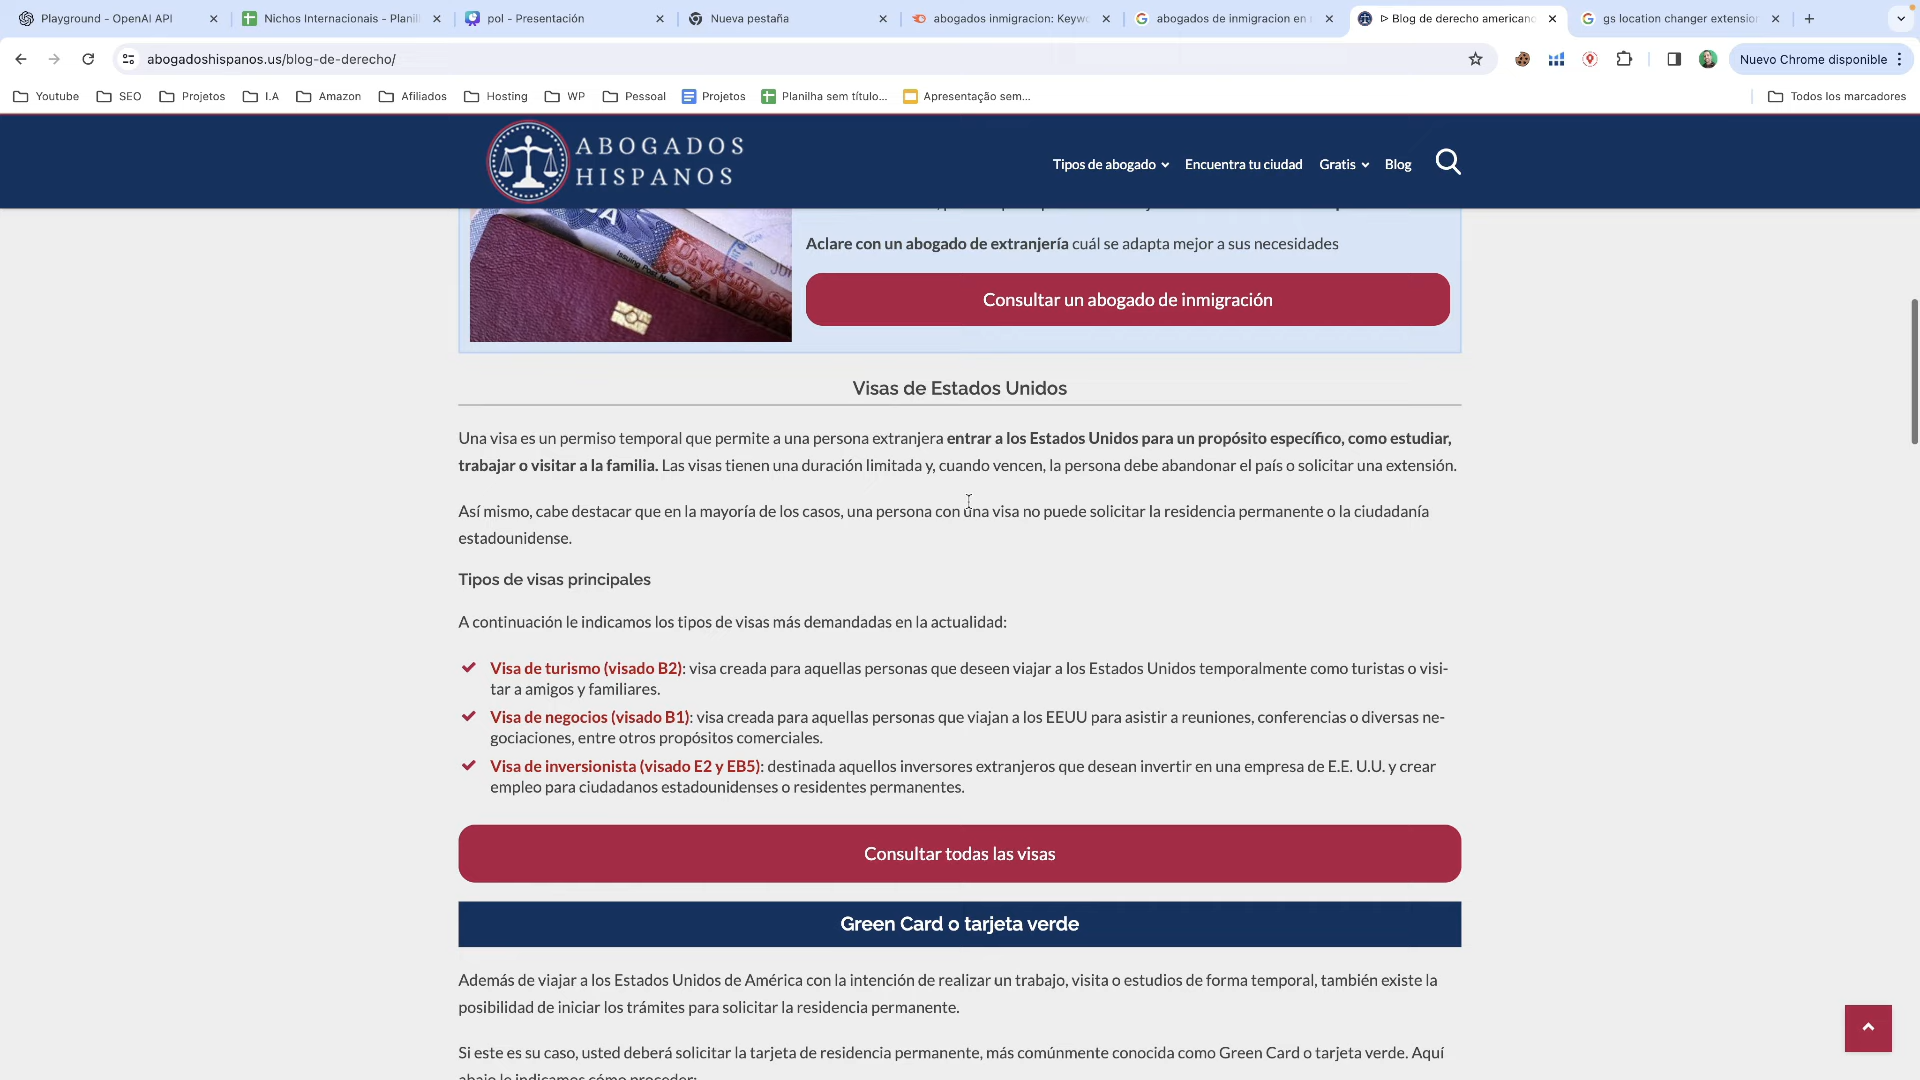 Playground - OpenAI API
Nichos Internacionais - Planil
pol - Presentación
Nueva pestaña
abogados inmigracion: Keyw
abogados de inmigracion en
▷ Blog de derecho americano
gs location changer extension
abogadoshispanos.us/blog-de-derecho/
Nuevo Chrome disponible
Youtube
SEO
Projetos
I.A
Amazon
Afiliados
Hosting
WP
Pessoal
Projetos
Planilha sem título...
Apresentação sem...
Todos los marcadores
ABOGADOS
HISPANOS
Tipos de abogado
Encuentra tu ciudad
Gratis
Blog
Aclare con un abogado de extranjería cuál se adapta mejor a sus necesidades
Consultar un abogado de inmigración
Visas de Estados Unidos
Una visa es un permiso temporal que permite a una persona extranjera entrar a los Estados Unidos para un propósito específico, como estudiar,
trabajar o visitar a la familia. Las visas tienen una duración limitada y, cuando vencen, la persona debe abandonar el país o solicitar una extensión.
Así mismo, cabe destacar que en la mayoría de los casos, una persona con una visa no puede solicitar la residencia permanente o la ciudadanía
estadounidense.
Tipos de visas principales
A continuación le indicamos los tipos de visas más demandadas en la actualidad:
Visa de turismo (visado B2): visa creada para aquellas personas que deseen viajar a los Estados Unidos temporalmente como turistas o visi-
tar a amigos y familiares.
Visa de negocios (visado B1): visa creada para aquellas personas que viajan a los EEUU para asistir a reuniones, conferencias o diversas ne-
gociaciones, entre otros propósitos comerciales.
Visa de inversionista (visado E2 y EB5): destinada aquellos inversores extranjeros que desean invertir en una empresa de E.E. U.U. y crear
empleo para ciudadanos estadounidenses o residentes permanentes.
Consultar todas las visas
Green Card o tarjeta verde
Además de viajar a los Estados Unidos de América con la intención de realizar un trabajo, visita o estudios de forma temporal, también existe la
posibilidad de iniciar los trámites para solicitar la residencia permanente.
Si este es su caso, usted deberá solicitar la tarjeta de residencia permanente, más comúnmente conocida como Green Card o tarjeta verde. Aquí
abajo le indicamos cómo proceder: